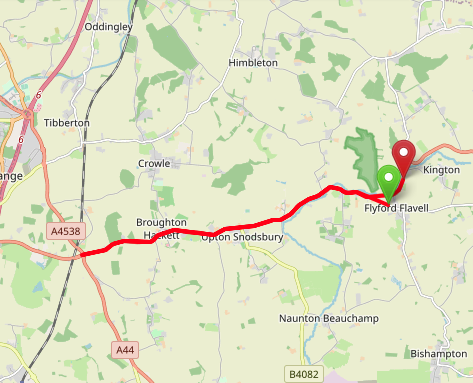 Oddingley
Himbleton
6
Tibberton
6
Crowle
Kington
ange
Flyford Flavell
Broughton
Hackett
A4538
Upton Snodsbury
Naunton Beauchamp
A44
Bishampton
B4082